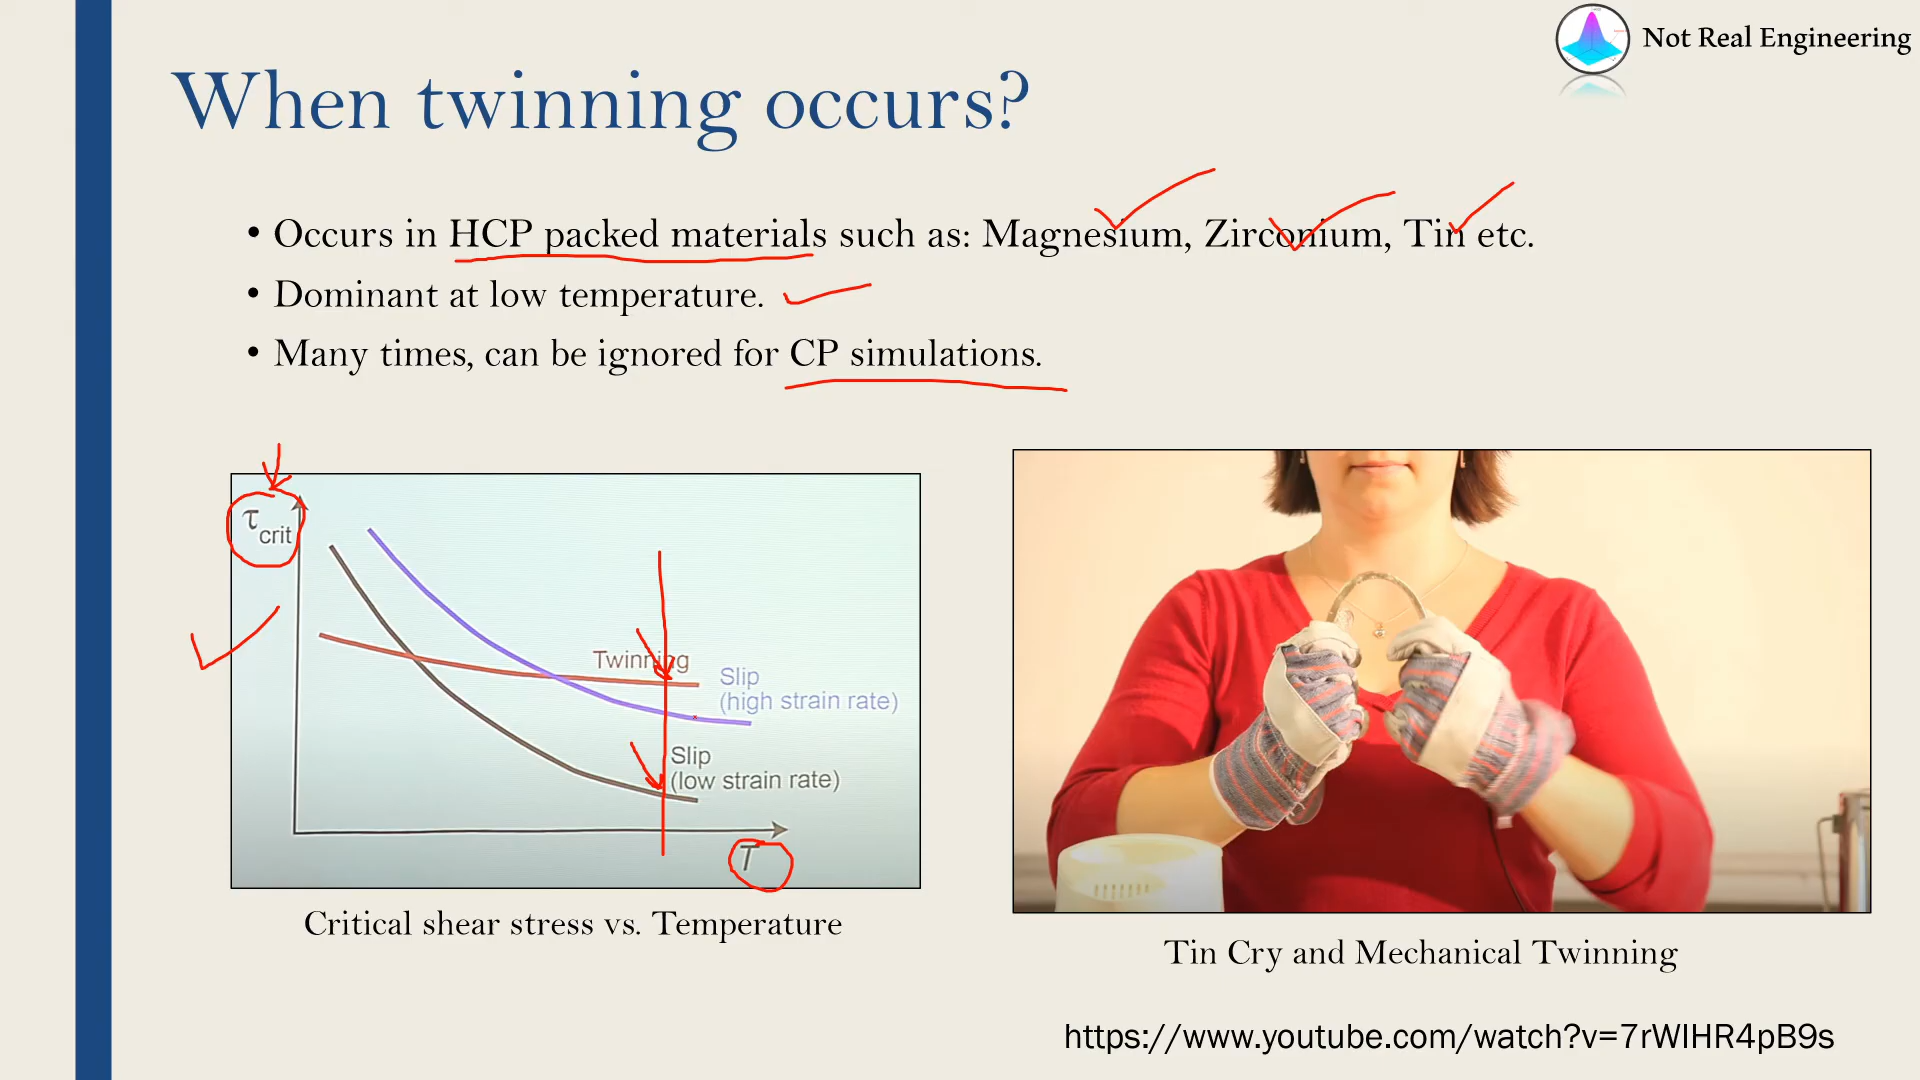 Not Real Engineering
When twinning occurs?
• Occurs in HCP packed materials such as: Magnesium, Zirconium, Tin etc.
• Dominant at low temperature.
• Many times, can be ignored for CP simulations.
τcrit
Twinning
Slip
(high strain rate)
Slip
(low strain rate)
T
Critical shear stress vs. Temperature
Tin Cry and Mechanical Twinning
https://www.youtube.com/watch?v=7rWIHR4pB9s